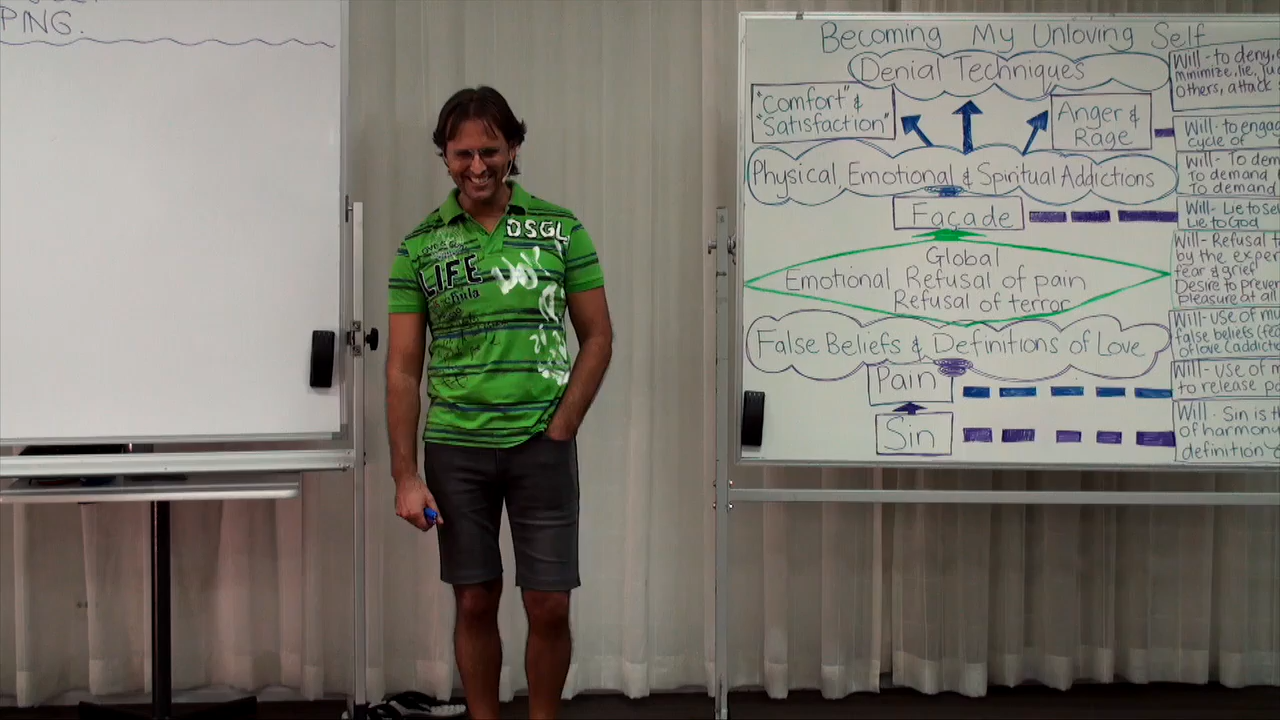 PNG.
DSGL
LIFE
Becoming My Unloving Self
Denial Techniques
"Comfort" &
"Satisfaction"
Anger &
Rage
Physical, Emotional & Spiritual Addictions
Façade
Global
Emotional Refusal of pain
Refusal of terror
False Beliefs & Definitions of Love
Pain
Sin
Will - to deny,
minimize, lie,
others, attack
Will - to engag
cycle of
Will - To dem
To demand
To demand
Will - Lie to se
Lie to God
Will - Refusal t
by the exper
fear & grief
Desire to preve
pleasure at all
Will - use of
false beliefs
of love (addictio
Will - use of
to release pa
Will - Sin is th
of harmony
definition